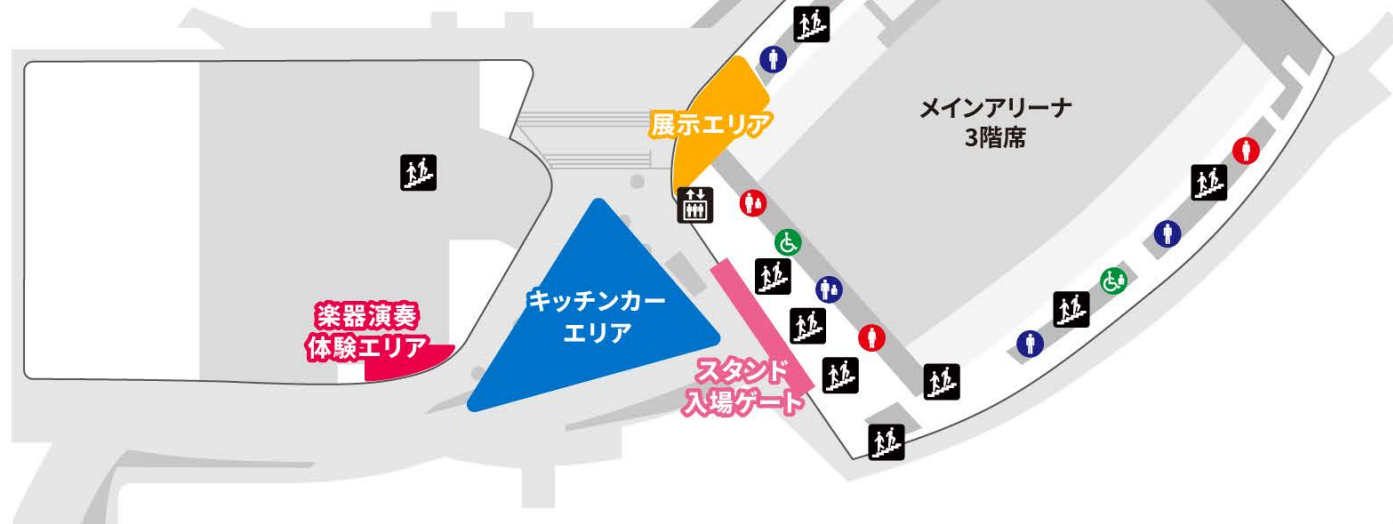 展示エリア
メインアリーナ
3階席
キッチンカー
エリア
楽器演奏
体験エリア
スタンド
入場ゲート